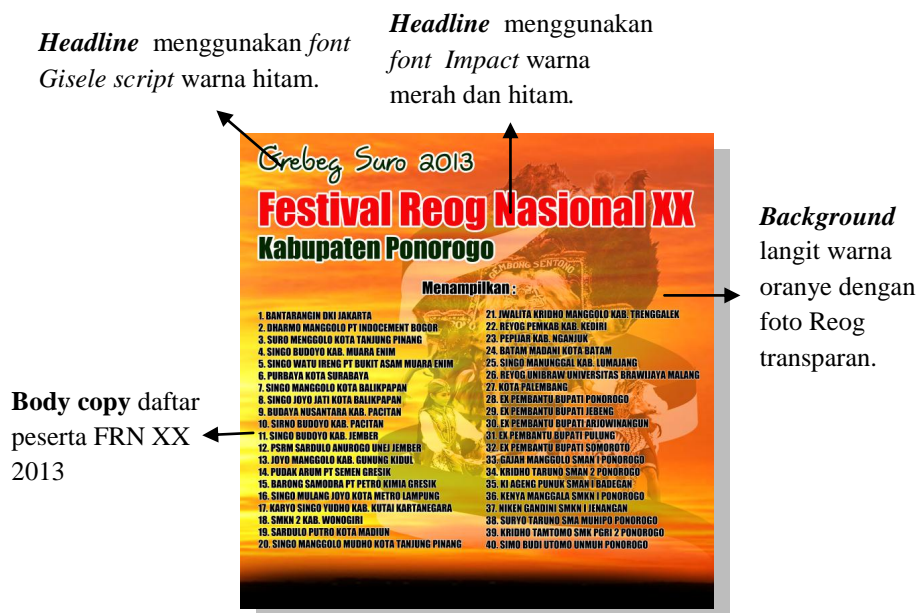 Headline menggunakan font
Gisele script warna hitam.
Headline menggunakan
font Impact warna
merah dan hitam.
Grebeg Suro 2013
Festival Reog Nasional XX
Kabupaten Ponorogo
GEMBONG SENTONO
Menampilkan :
1. BANTARANGIN DKI JAKARTA
2. DHARMO MANGGOLO PT INDOCEMENT BOGOR
3. SURO MENGGOLO KOTA TANJUNG PINANG
4. SINGO BUDOYO KAB. MUARA ENIM
5. SINGO WATU IRENG PT BUKIT ASAM MUARA ENIM
6. PURBAYA KOTA SURABAYA
7. SINGO MANGGOLO KOTA BALIKPAPAN
8. SINGO JOYO JATI KOTA BALIKPAPAN
9. BUDAYA NUSANTARA KAB. PACITAN
10. SIRNO BUDOYO KAB. PACITAN
11. SINGO BUDOYO KAB. JEMBER
12. PSRM SARDULO ANUROGO UNEJ JEMBER
13. JOYO MANGGOLO KAB. GUNUNG KIDUL
14. PUDAK ARUM PT SEMEN GRESIK
15. BARONG SAMODRA PT PETRO KIMIA GRESIK
16. SINGO MULANG JOYO KOTA METRO LAMPUNG
17. KARYO SINGO YUDHO KAB. KUTAI KARTANEGARA
18. SMKN 2 KAB. WONOGIRI
19. SARDULO PUTRO KOTA MADIUN
20. SINGO MANGGOLO MUDHO KOTA TANJUNG PINANG
21. JWALITA KRIDHO MANGGOLO KAB. TRENGGALEK
22. REYOG PEMKAB KAB. KEDIRI
23. PEPIJAR KAB. NGANJUK
24. BATAM MADANI KOTA BATAM
25. SINGO MANUNGGAL KAB. LUMAJANG
26. REYOG UNIBRAW UNIVERSITAS BRAWIJAYA MALANG
27. KOTA PALEMBANG
28. EX PEMBANTU BUPATI PONOROGO
29. EX PEMBANTU BUPATI JEBENG
30. EX PEMBANTU BUPATI ARJOWINANGUN
31. EX PEMBANTU BUPATI PULUNG
32. EX PEMBANTU BUPATI SOMOROTO
33. GAJAH MANGGOLO SMAN I PONOROGO
34. KRIDHO TARUNO SMAN 2 PONOROGO
35. KI AGENG PUNUK SMAN I BADEGAN
36. KENYA MANGGALA SMKN I PONOROGO
37. NIKEN GANDINI SMKN I JENANGAN
38. SURYO TARUNO SMA MUHIPO PONOROGO
39. KRIDHO TAMTOMO SMK PGRI 2 PONOROGO
40. SIMO BUDI UTOMO UNMUH PONOROGO
Background
langit warna
oranye dengan
foto Reog
transparan.
Body copy daftar
peserta FRN XX
2013